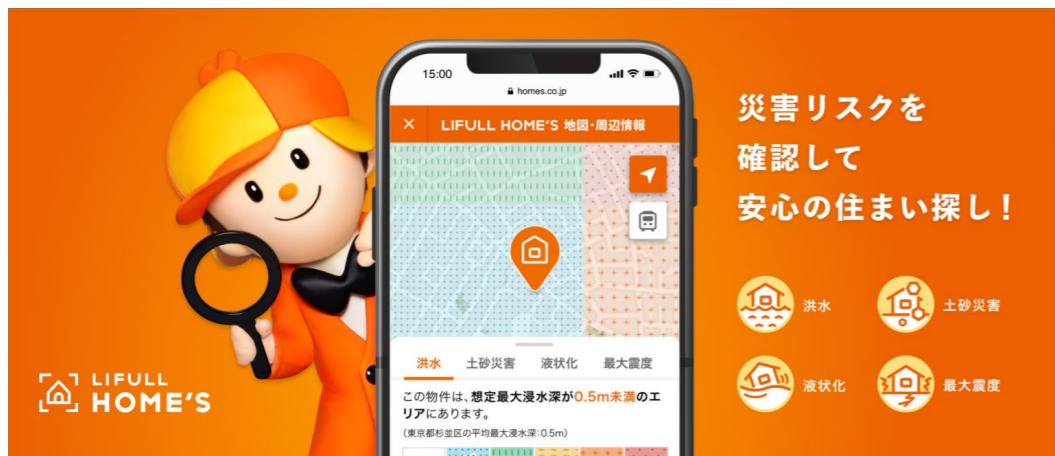 15:00
homes.co.jp
LIFULL HOME'S 地図・周辺情報
洪水
土砂災害
液状化
最大震度
この物件は、想定最大浸水深が0.5m未満のエ
リアにあります。
(東京都杉並区の平均最大浸水深:0.5m)
災害リスクを
確認して
安心の住まい探し!
洪水
土砂災害
液状化
最大震度
LIFULL
HOME'S